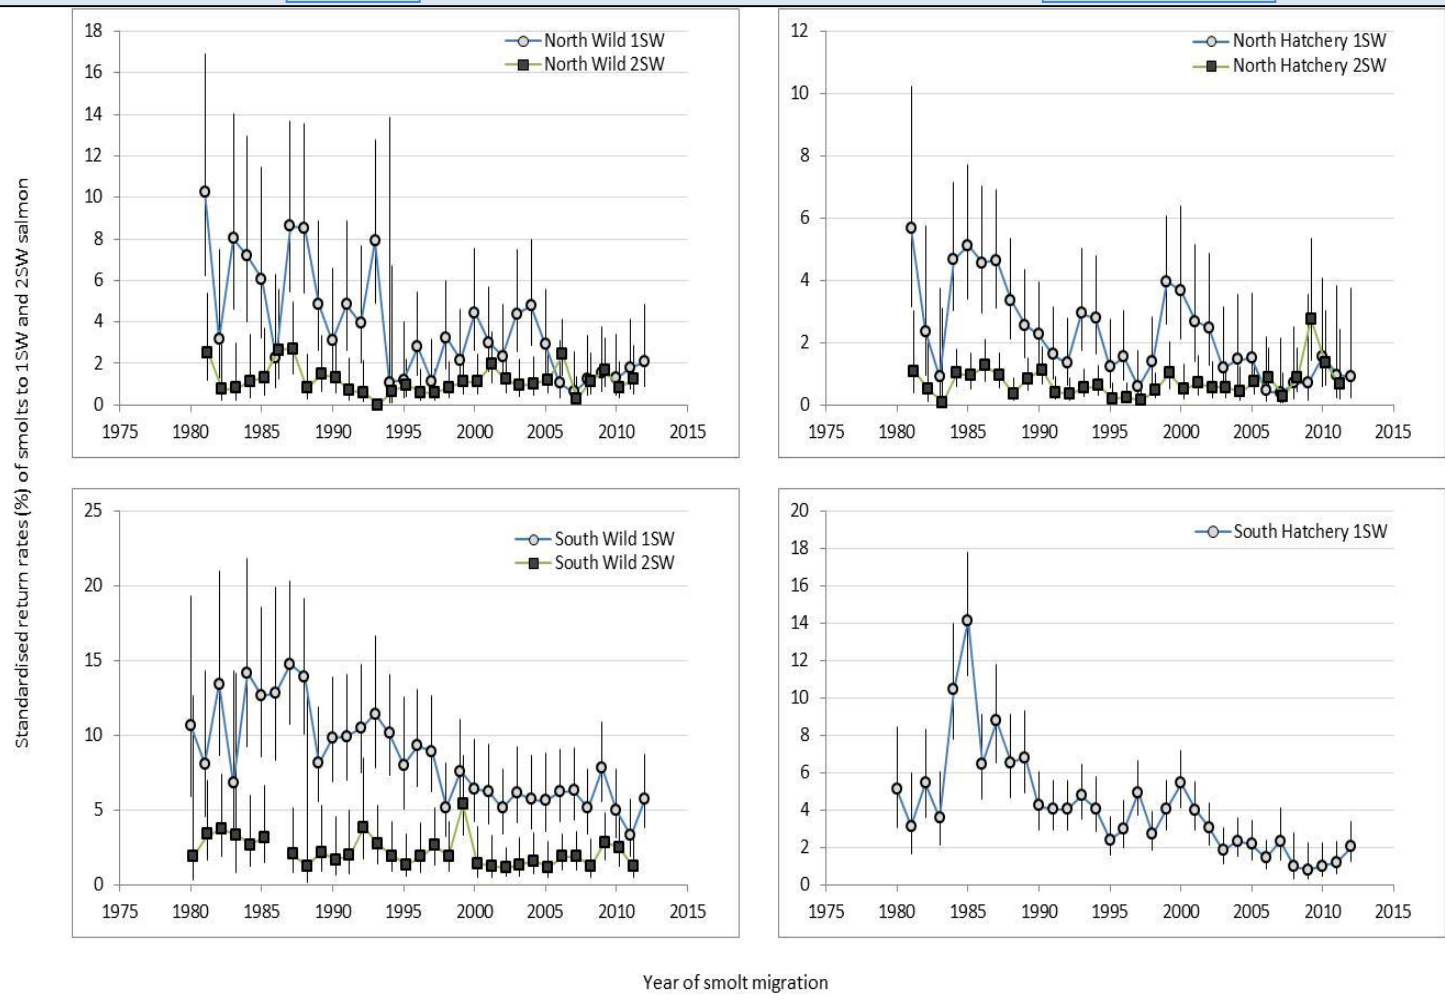 Standardised return rates (%) of smolts to 1SW and 2SW salmon
18
16
14
12
10
8
6
4
2
0
North Wild 1SW
North Wild 2SW
1975 1980 1985 1990 1995 2000 2005 2010 2015
12
10
8
6
4
2
0
North Hatchery 1SW
North Hatchery 2SW
1975 1980 1985 1990 1995 2000 2005 2010 2015
25
20
15
10
5
0
South Wild 1SW
South Wild 2SW
1975 1980 1985 1990 1995 2000 2005 2010 2015
20
18
16
14
12
10
8
6
4
2
0
South Hatchery 1SW
1975 1980 1985 1990 1995 2000 2005 2010 2015
Year of smolt migration